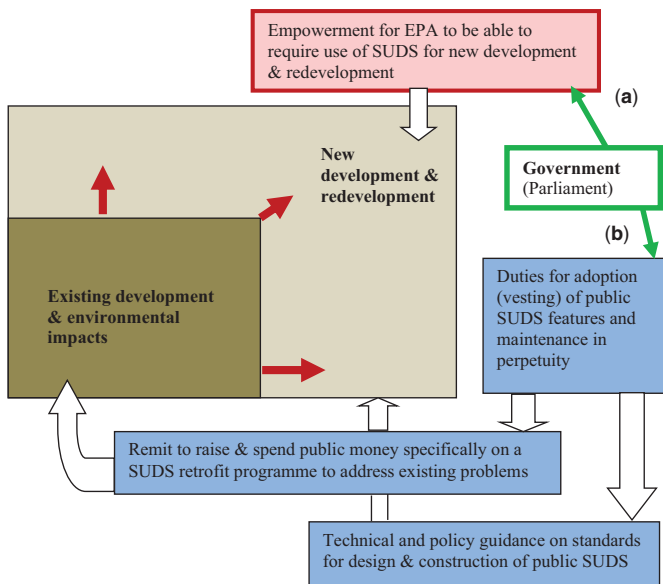 Empowerment for EPA to be able to
require use of SUDS for new development
& redevelopment
(a)
New
development &
redevelopment
Government
(Parliament)
(b)
Existing development
& environmental
impacts
Duties for adoption
(vesting) of public
SUDS features and
maintenance in
perpetuity
Remit to raise & spend public money specifically on a
SUDS retrofit programme to address existing problems
Technical and policy guidance on standards
for design & construction of public SUDS